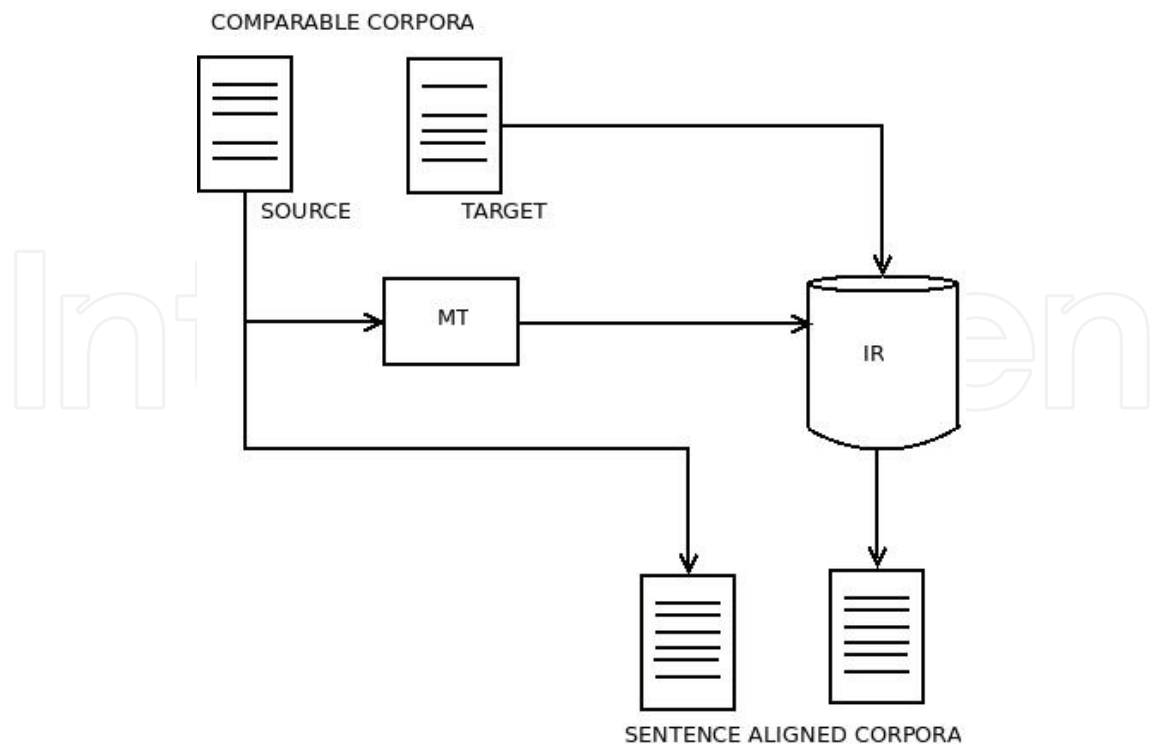 COMPARABLE CORPORA
SOURCE
TARGET
MT
IR
SENTENCE ALIGNED CORPORA